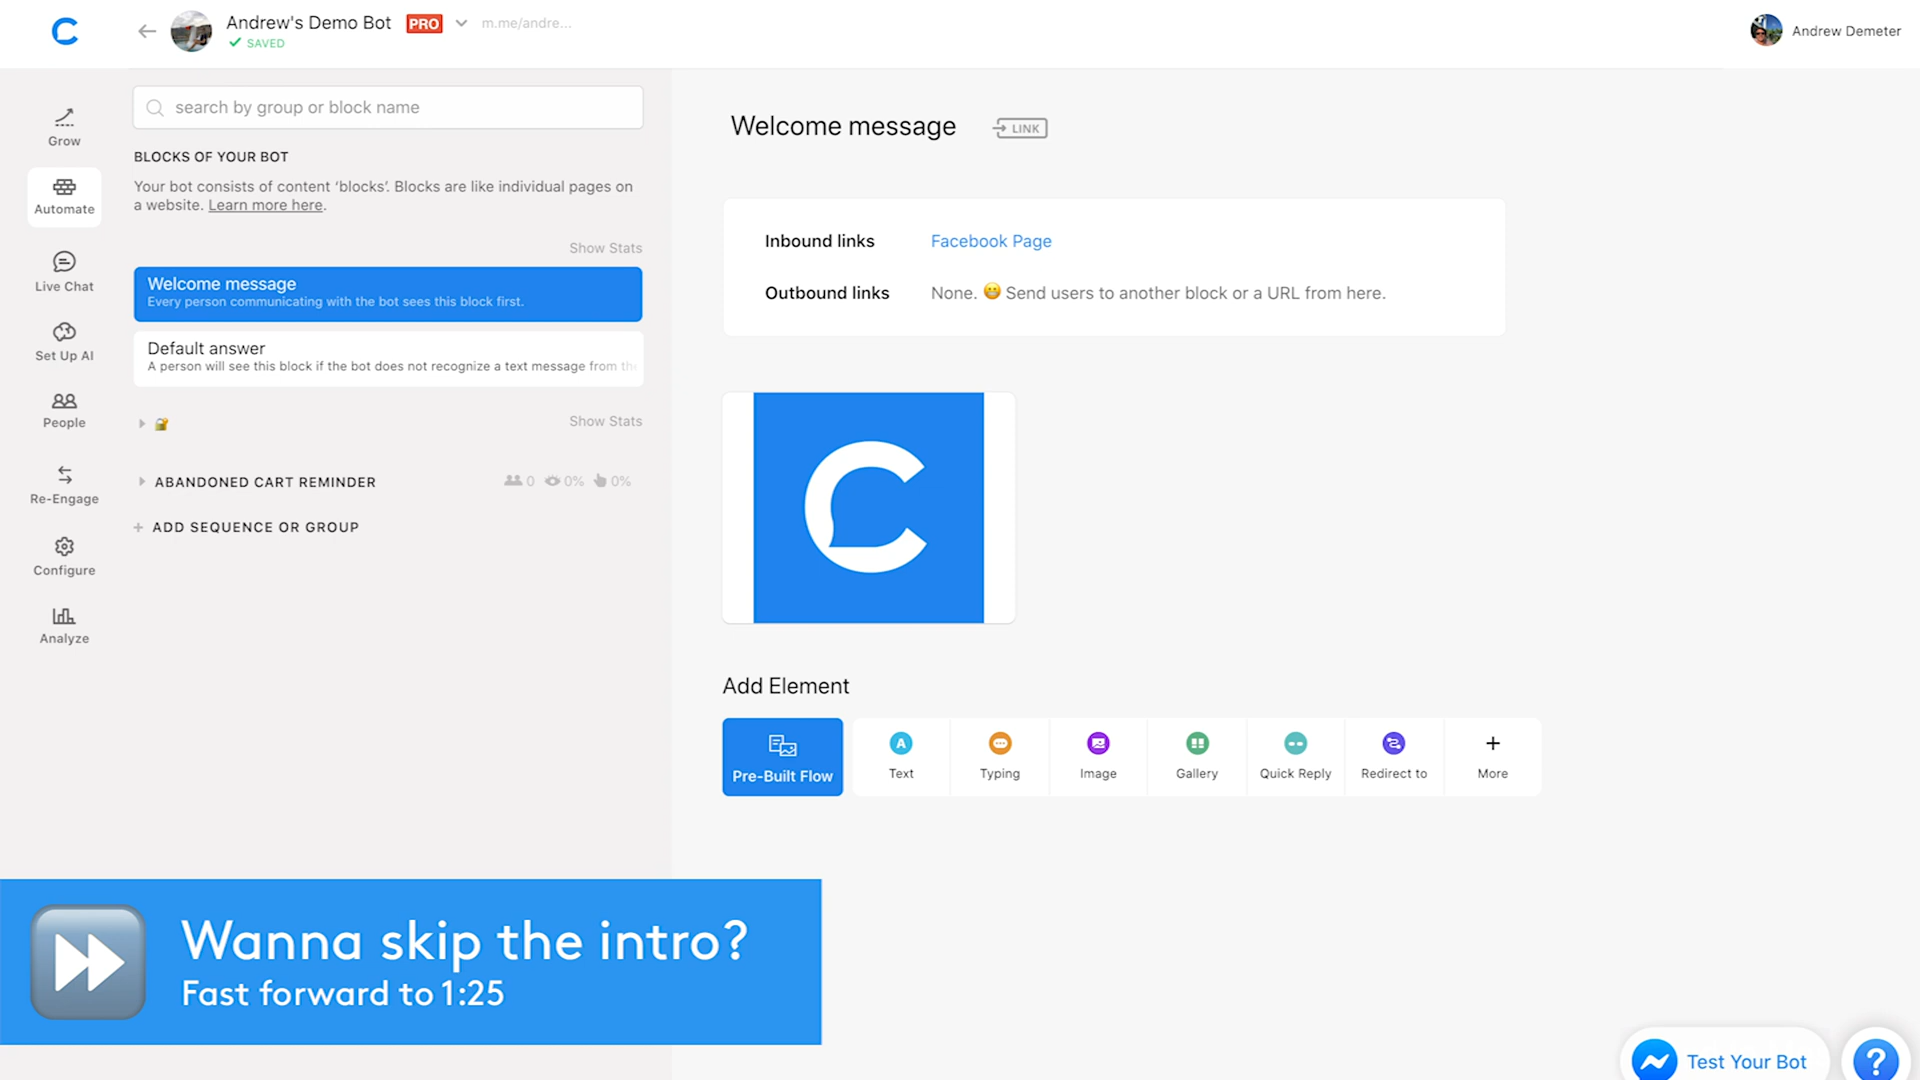 Andrew's Demo Bot PRO m.me/andre...
SAVED
Andrew Demeter
Grow
Automate
Live Chat
Set Up AI
People
Re-Engage
Configure
Analyze
search by group or block name
BLOCKS OF YOUR BOT
Your bot consists of content ‘blocks’. Blocks are like individual pages on
a website. Learn more here.
Show Stats
Welcome message
Every person communicating with the bot sees this block first.
Default answer
A person will see this block if the bot does not recognize a text message from the
Show Stats
ABANDONED CART REMINDER 0 0% 0%
+ ADD SEQUENCE OR GROUP
Welcome message LINK
Inbound links Facebook Page
Outbound links None. 😀 Send users to another block or a URL from here.
Add Element
Pre-Built Flow
A
Text
Typing
Image
Gallery
Quick Reply
Redirect to
+
More
Wanna skip the intro?
Fast forward to 1:25
Test Your Bot
?